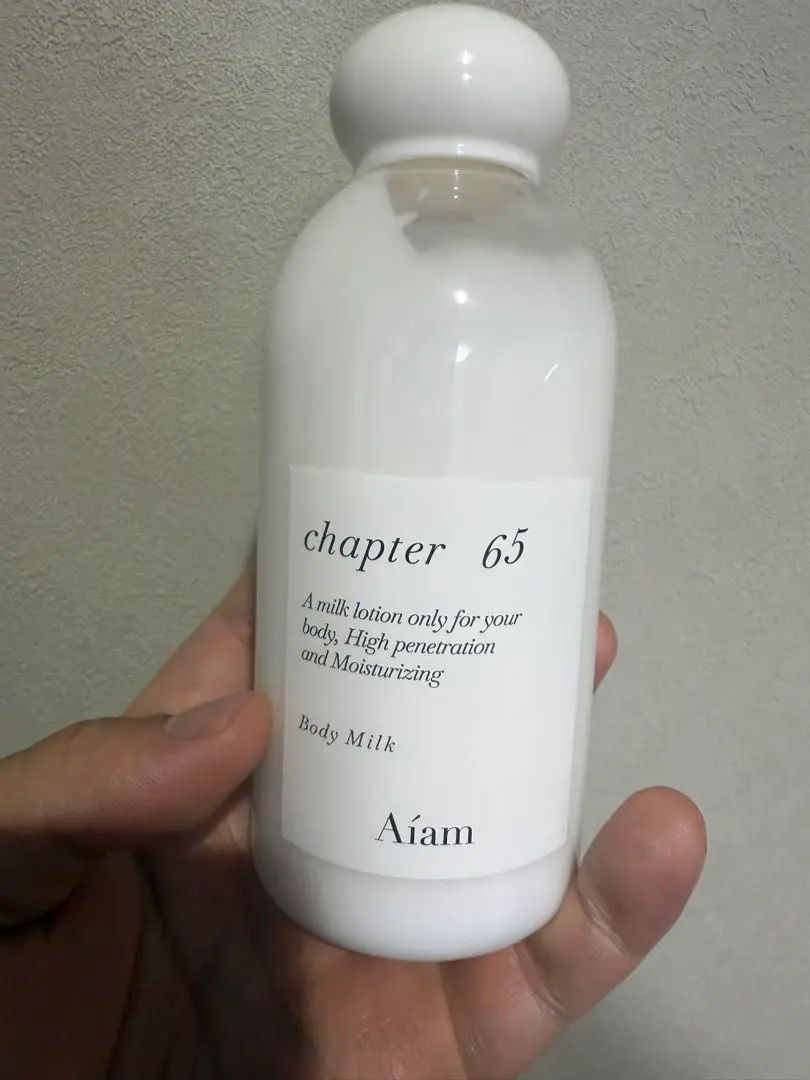 chapter 65
A milk lotion only for your
body, High penetration
and Moisturizing
Body Milk
Aíam